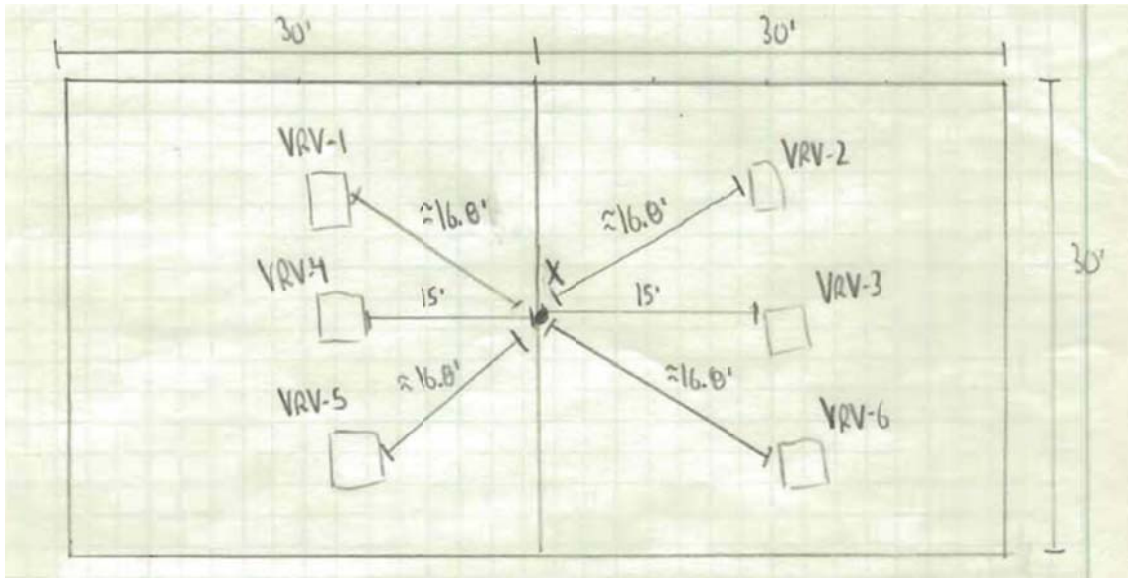 30' 30'
VRV-1
VRV-2
≈16.8' ≈16.8'
30'
VRV-4
X
VRV-3
15' 15'
≈16.8' ≈16.8'
VRV-5
VRV-6